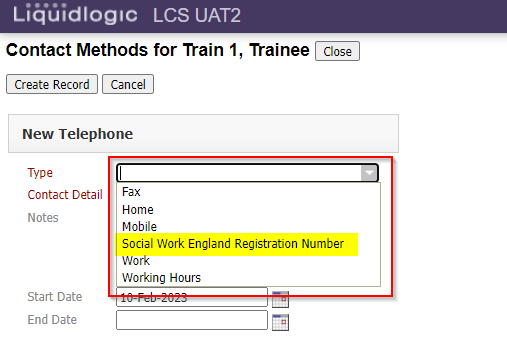 Liquidlogic LCS UAT2
Contact Methods for Train 1, Trainee Close
Create Record Cancel
New Telephone
Type
Fax
Contact Detail
Home
Notes
Mobile
Social Work England Registration Number
Work
Working Hours
Start Date 10-Feb-2023
End Date